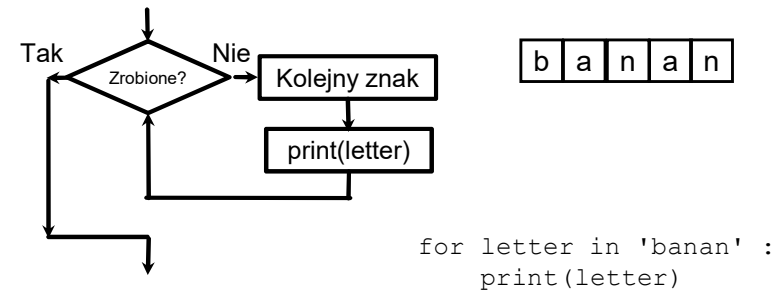 Tak
Nie
Zrobione?
Kolejny znak
print(letter)
b a n a n
for letter in 'banan' :
    print(letter)